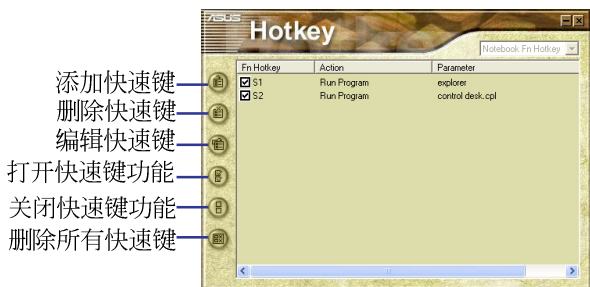 ASUS
Hotkey
Notebook Fn Hotkey
Fn Hotkey Action Parameter
S1 Run Program explorer
S2 Run Program control desk.cpl
添加快速键
删除快速键
编辑快速键
打开快速键功能
关闭快速键功能
删除所有快速键